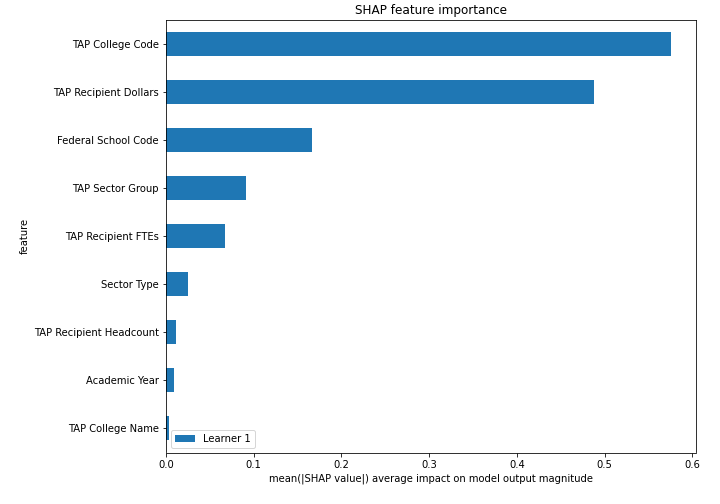 SHAP feature importance
TAP College Code
TAP Recipient Dollars
Federal School Code
TAP Sector Group
TAP Recipient FTEs
Sector Type
TAP Recipient Headcount
Academic Year
TAP College Name
feature
Learner 1
0.0 0.1 0.2 0.3 0.4 0.5 0.6
mean(|SHAP value|) average impact on model output magnitude